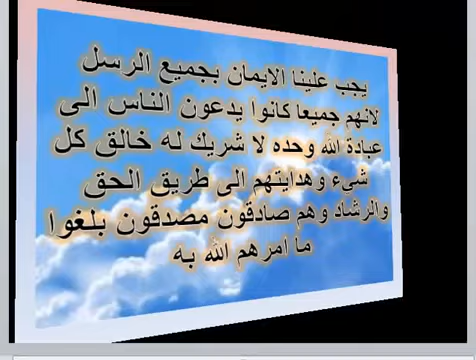 يجب علينا الايمان بجميع الرسل
لانهم جميعا كانوا يدعون الناس الى
عبادة الله وحده لا شريك له خالق كل
شيء وهدايتهم الى طريق الحق
والرشاد وهم صادقون مصدقون بلغوا
ما امرهم الله به